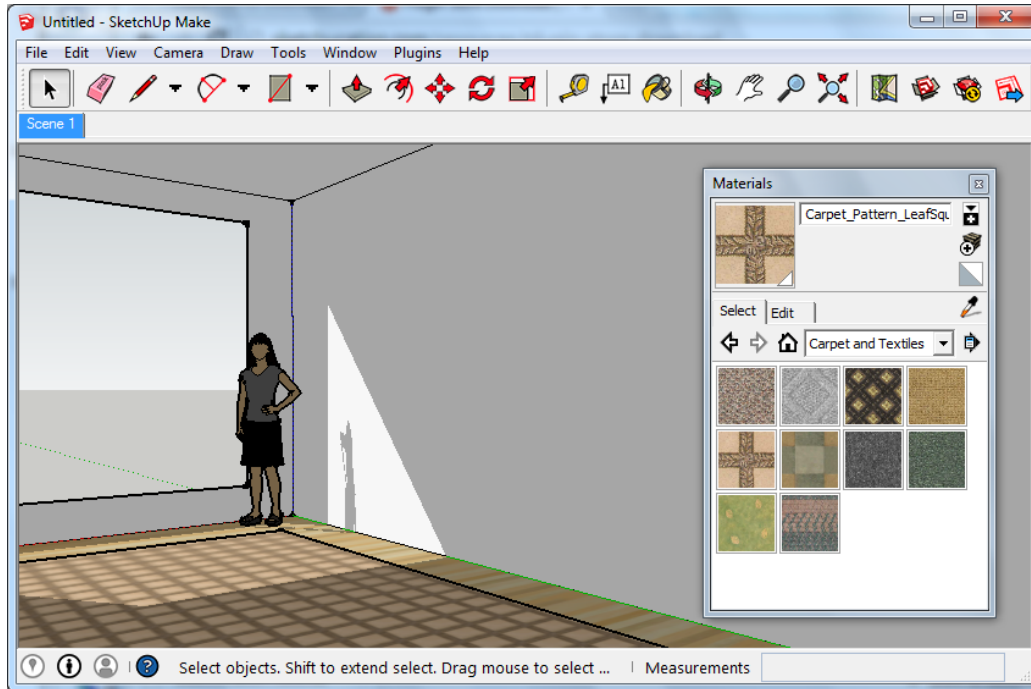 Untitled - SketchUp Make
File Edit View Camera Draw Tools Window Plugins Help
A1
Scene 1
Materials
Carpet_Pattern_LeafSqu
Select Edit
Carpet and Textiles
Select objects. Shift to extend select. Drag mouse to select ... Measurements